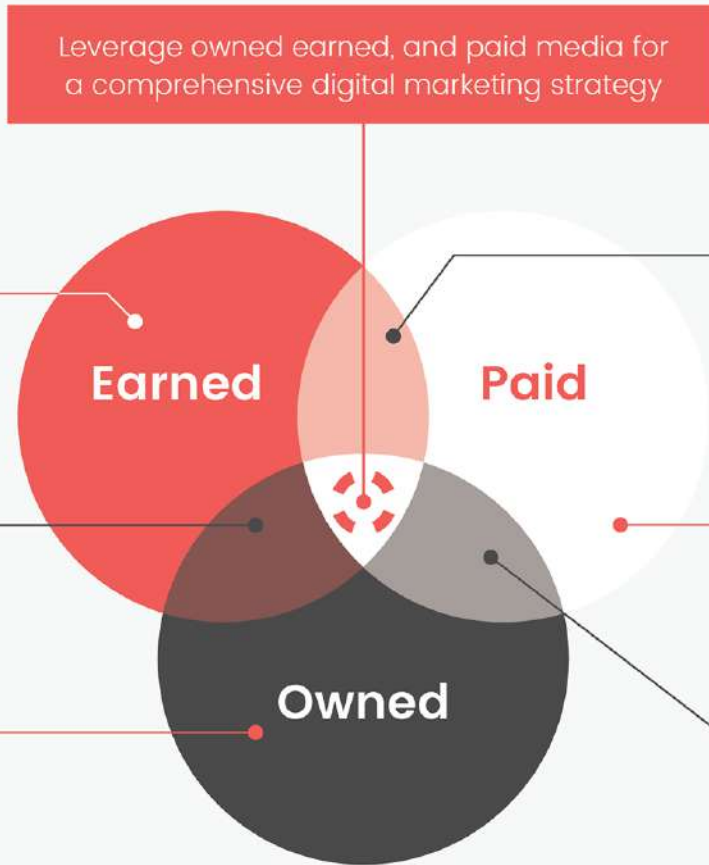 Leverage owned earned, and paid media for
a comprehensive digital marketing strategy
Earned
Paid
Owned